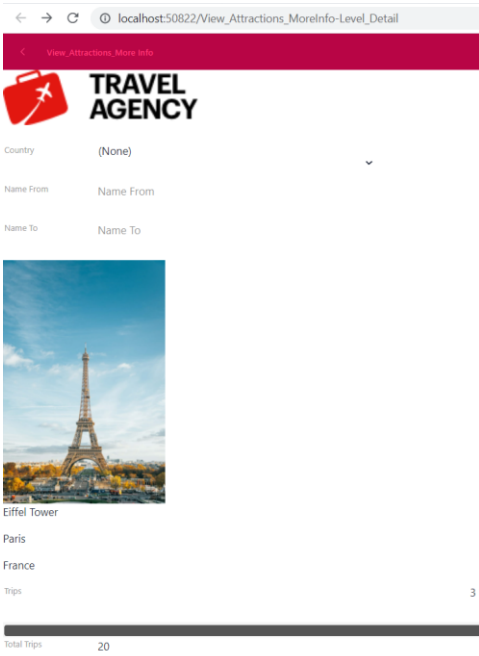 localhost:50822/View_Attractions_MoreInfo-Level_Detail
View_Attractions_More Info
TRAVEL
AGENCY
Country (None)
Name From Name From
Name To Name To
Eiffel Tower
Paris
France
Trips 3
Total Trips 20